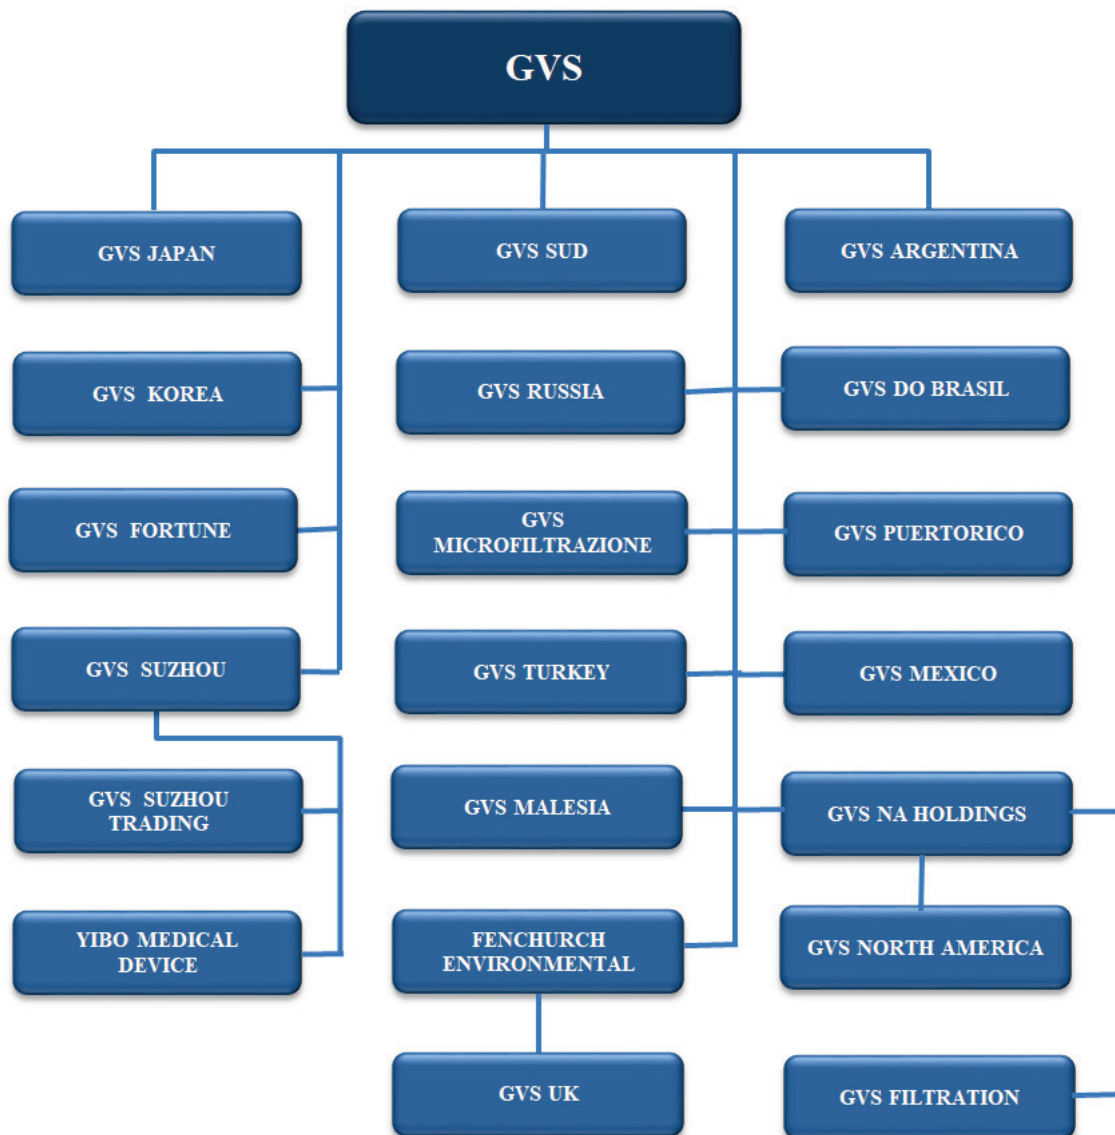 GVS
GVS JAPAN
GVS SUD
GVS ARGENTINA
GVS KOREA
GVS RUSSIA
GVS DO BRASIL
GVS FORTUNE
GVS
MICROFILTRAZIONE
GVS PUERTORICO
GVS SUZHOU
GVS TURKEY
GVS MEXICO
GVS SUZHOU
TRADING
GVS MALESIA
GVS NA HOLDINGS
YIBO MEDICAL
DEVICE
FENCHURCH
ENVIRONMENTAL
GVS NORTH AMERICA
GVS UK
GVS FILTRATION